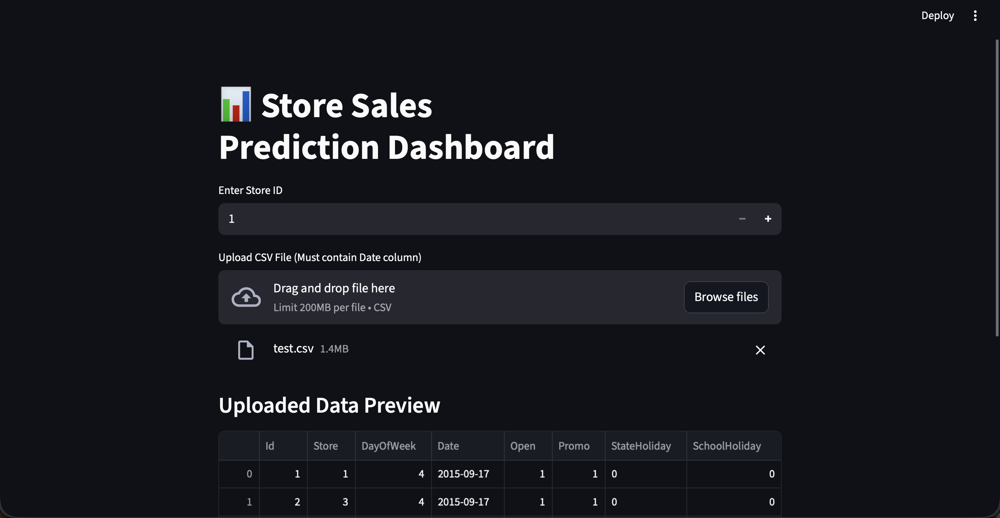 Deploy
Store Sales
Prediction Dashboard
Enter Store ID
1
Upload CSV File (Must contain Date column)
Drag and drop file here
Limit 200MB per file • CSV
Browse files
test.csv 1.4MB
Uploaded Data Preview
Id Store DayOfWeek Date Open Promo StateHoliday SchoolHoliday
0 1 1 4 2015-09-17 1 1 0 0
1 2 3 4 2015-09-17 1 1 0 0